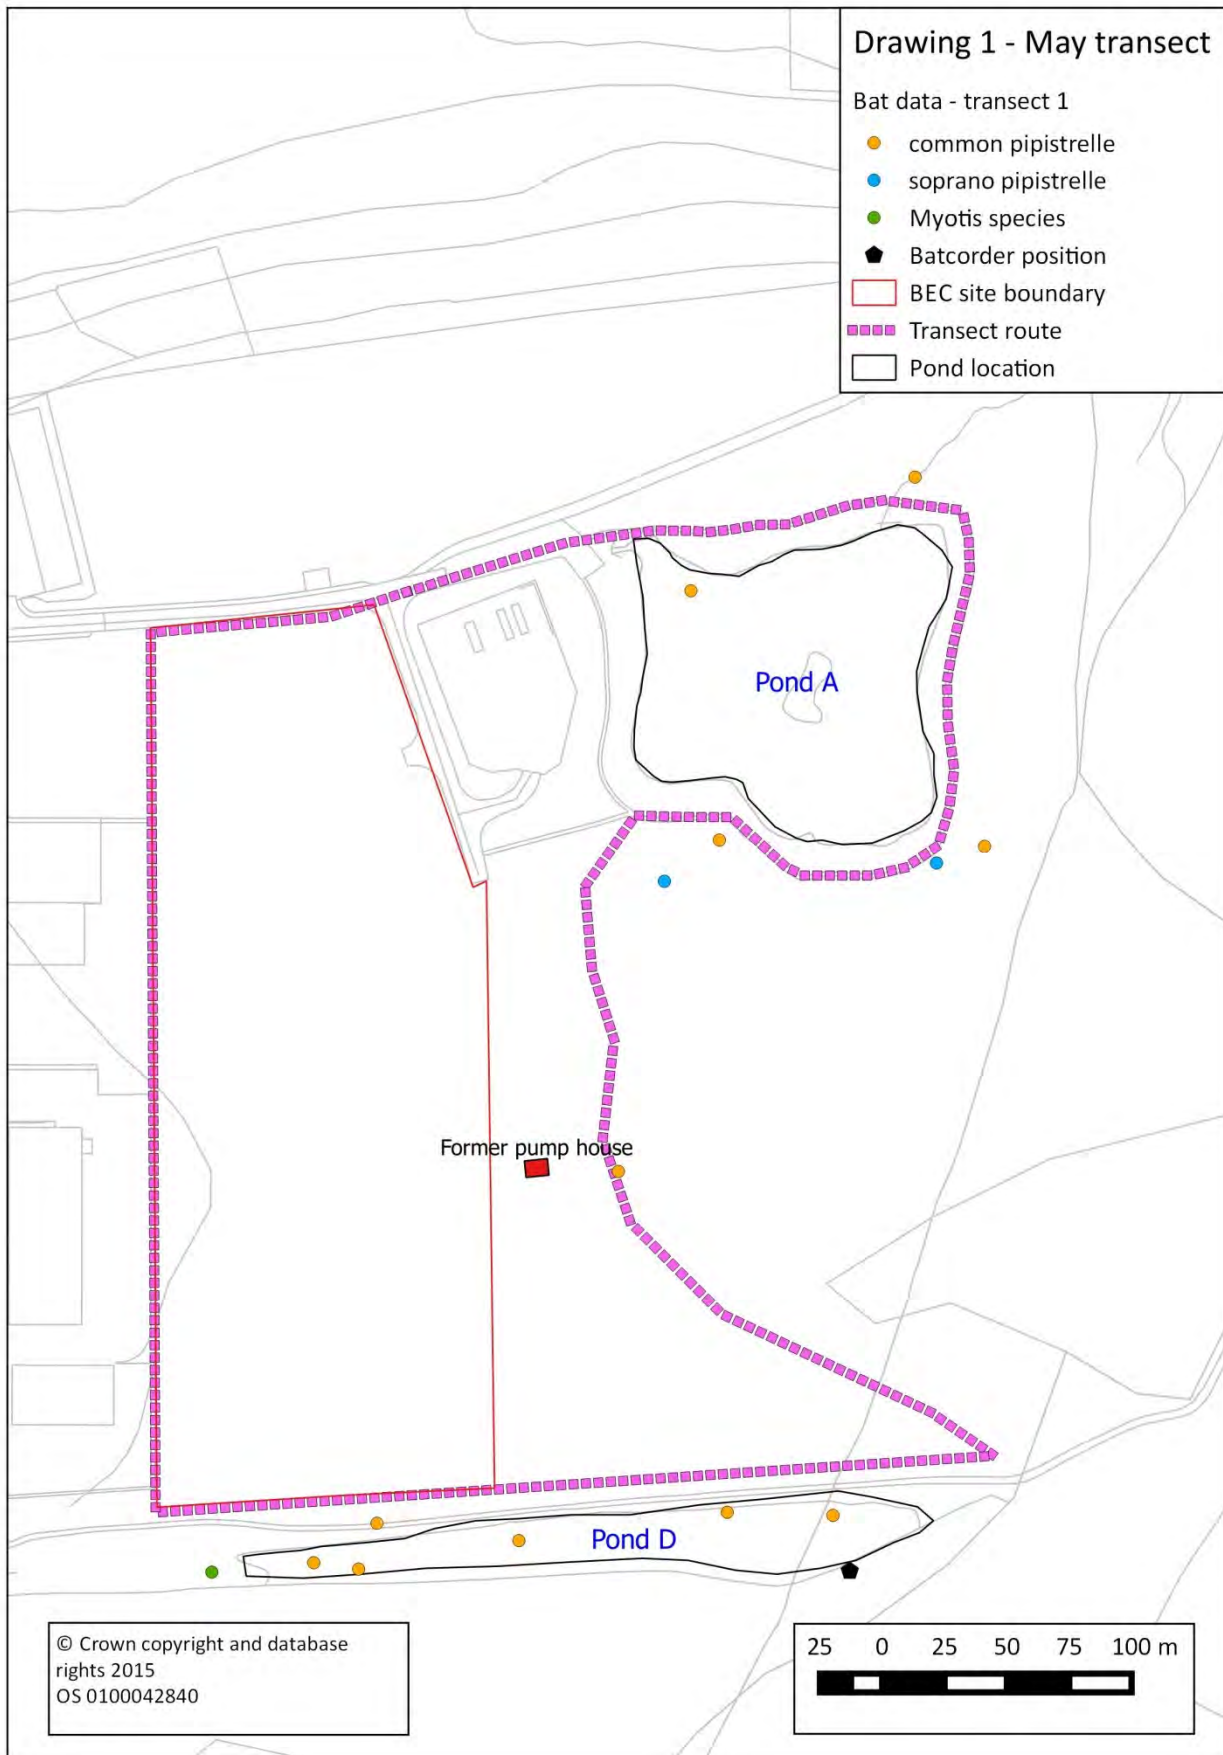 Drawing 1 - May transect
Bat data - transect 1
common pipistrelle
soprano pipistrelle
Myotis species
Batcorder position
BEC site boundary
Transect route
Pond location
Pond A
Former pump house
Pond D
© Crown copyright and database
rights 2015
OS 0100042840
25 0 25 50 75 100 m